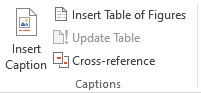 Insert
Caption
Insert Table of Figures
Update Table
Cross-reference
Captions